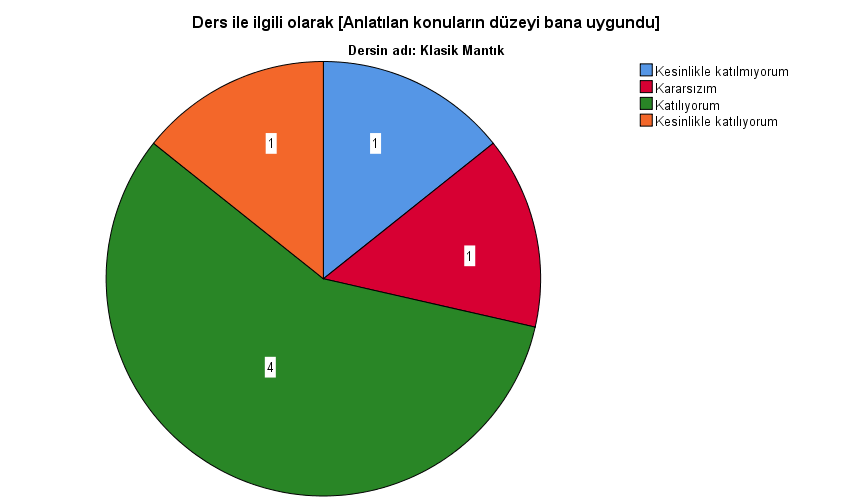 Ders ile ilgili olarak [Anlatılan konuların düzeyi bana uygundu]
Dersin adı: Klasik Mantık
Kesinlikle katılmıyorum
Kararsızım
Katılıyorum
Kesinlikle katılıyorum
1
1
1
4